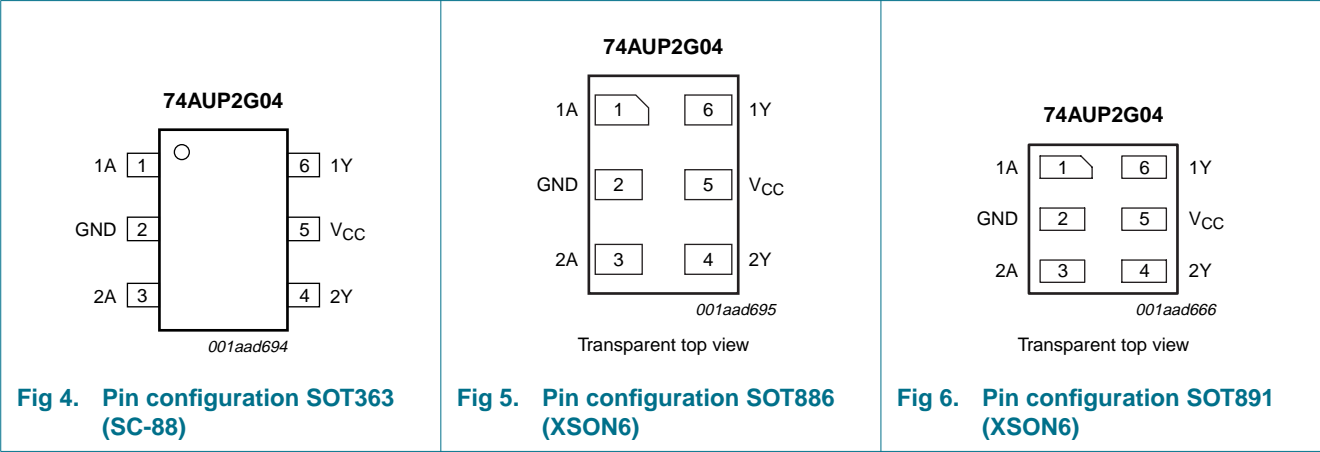 74AUP2G04
1A 1 6 1Y
GND 2 5 VCC
2A 3 4 2Y
001aad694
Fig 4. Pin configuration SOT363
(SC-88)
74AUP2G04
1A 1 6 1Y
GND 2 5 VCC
2A 3 4 2Y
001aad695
Transparent top view
Fig 5. Pin configuration SOT886
(XSON6)
74AUP2G04
1A 1 6 1Y
GND 2 5 VCC
2A 3 4 2Y
001aad666
Transparent top view
Fig 6. Pin configuration SOT891
(XSON6)